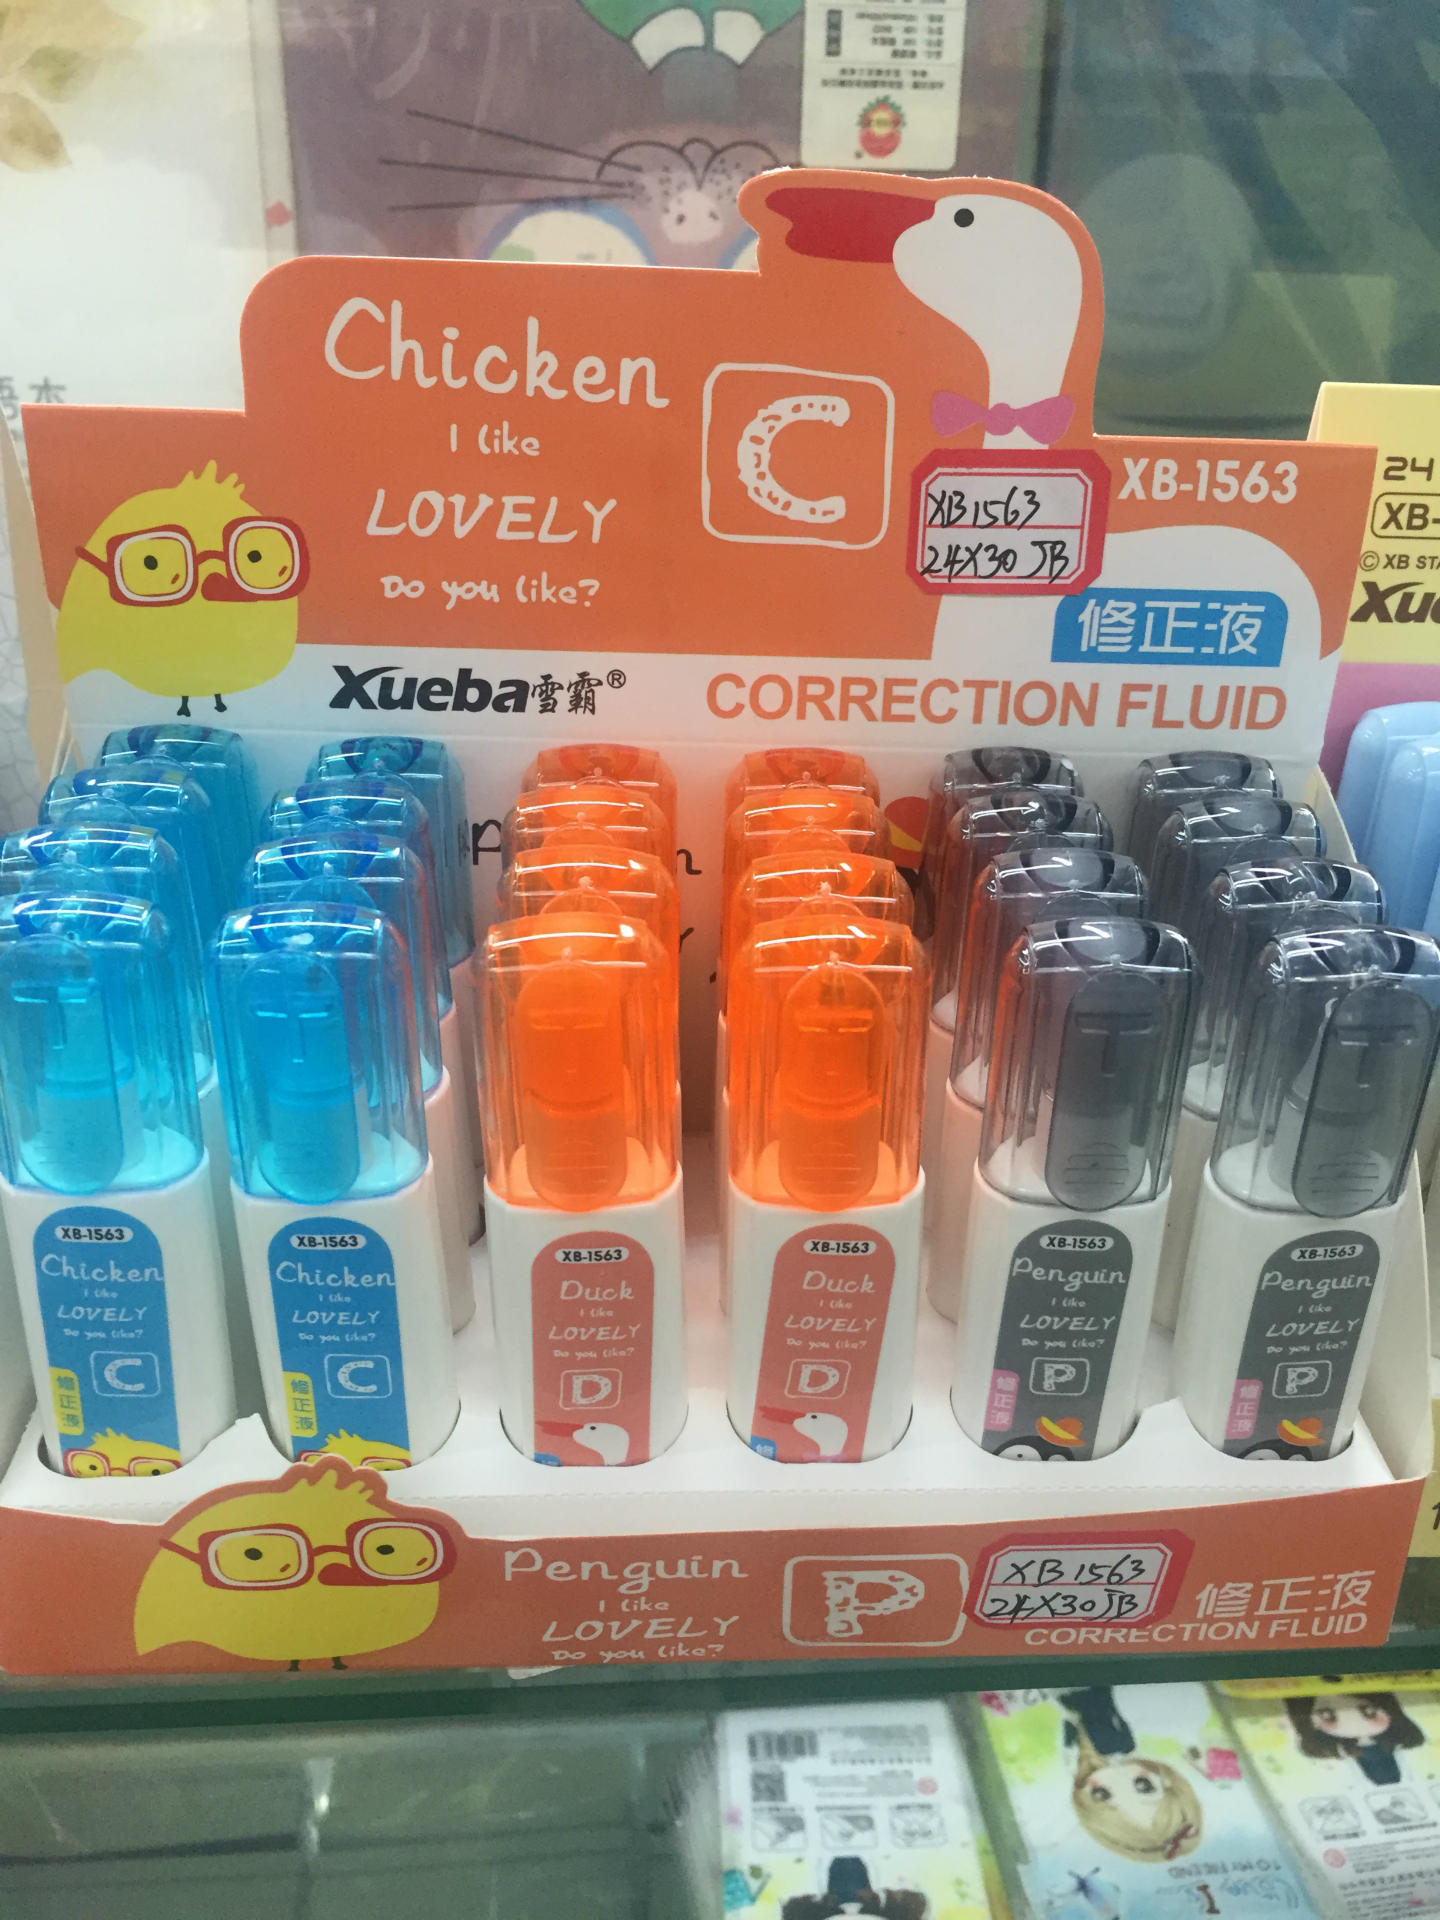 Chicken
I like
LOVELY
Do you like?
C
XB-1563
XB1563
24X30 JB
修正液
Xueba雪霸®
CORRECTION FLUID
24
XB-
© XB STA
Xue
XB-1563
Chicken
I like
LOVELY
Do you like?
C
修正液
XB-1563
Chicken
I like
LOVELY
Do you like?
C
修正液
XB-1563
Duck
I like
LOVELY
Do you like?
D
XB-1563
Duck
I like
LOVELY
Do you like?
D
修
XB-1563
Penguin
I like
LOVELY
Do you like?
P
修正液
XB-1563
Penguin
I like
LOVELY
Do you like?
P
修正液
Penguin
I like
LOVELY
Do you like?
P
XB1563
24X30JB
修正液
CORRECTION FLUID